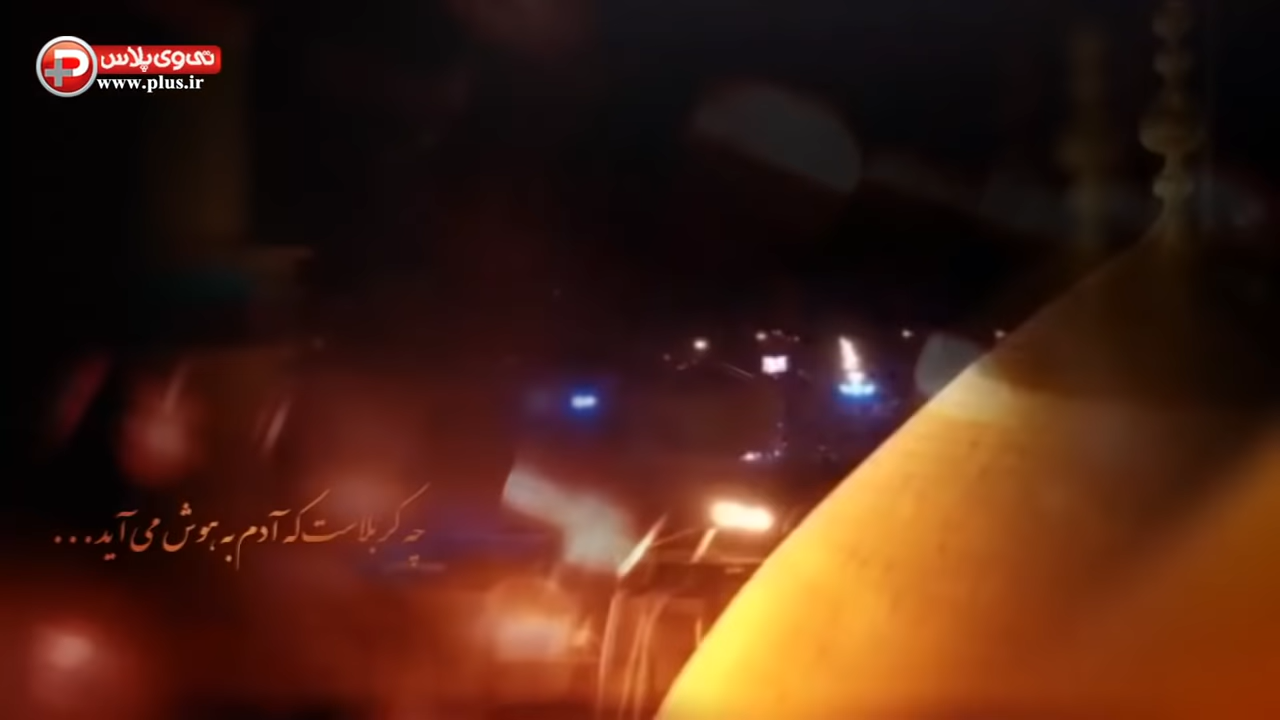 تی‌وی‌پلاس
www.plus.ir
چه کربلاست که آدم به هوش می آید...